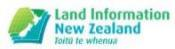 Land Information
New Zealand
Toitū te whenua